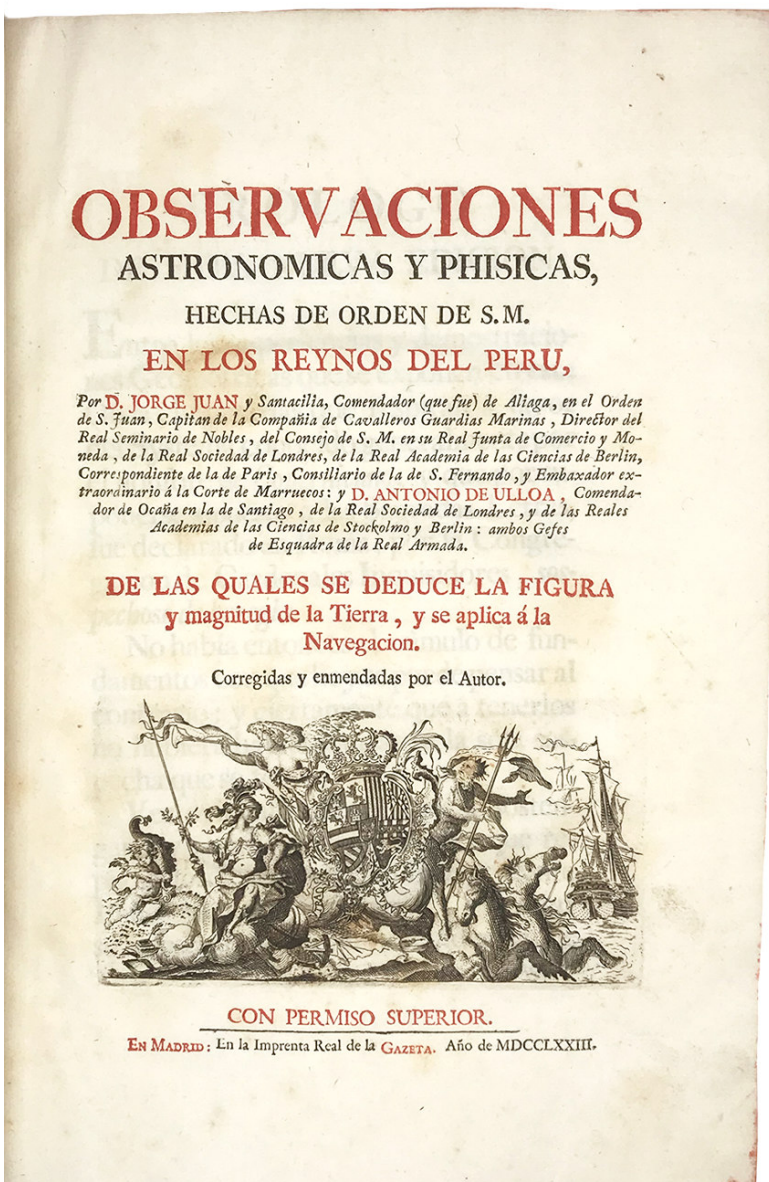 OBSERVACIONES
ASTRONOMICAS Y PHISICAS,
HECHAS DE ORDEN DE S.M.
EN LOS REYNOS DEL PERU,
Por D. JORGE JUAN y Santacilia, Comendador (que fue) de Aliaga, en el Orden
de S. Juan, Capitan de la Compañia de Cavalleros Guardias Marinas, Director del
Real Seminario de Nobles, del Consejo de S. M. en su Real Junta de Comercio y Mo-
neda, de la Real Sociedad de Londres, de la Real Academia de las Ciencias de Berlin,
Correspondiente de la de Paris, Consiliario de la de S. Fernando, y Embaxador ex-
traordinario á la Corte de Marruecos: y D. ANTONIO DE ULLOA, Comenda-
dor de Ocaña en la de Santiago, de la Real Sociedad de Londres, y de las Reales
Academias de las Ciencias de Stockolmo y Berlin: ambos Gefes
de Esquadra de la Real Armada.
DE LAS QUALES SE DEDUCE LA FIGURA
y magnitud de la Tierra, y se aplica á la
Navegacion.
Corregidas y enmendadas por el Autor.
CON PERMISO SUPERIOR.
EN MADRID: En la Imprenta Real de la GAZETA. Año de MDCCLXXIII.